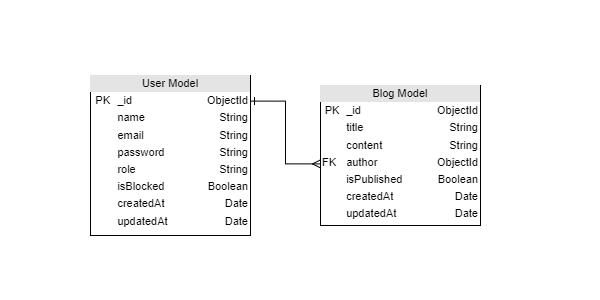 User Model
PK _id ObjectId
name String
email String
password String
role String
isBlocked Boolean
createdAt Date
updatedAt Date
Blog Model
PK _id ObjectId
title String
content String
FK author ObjectId
isPublished Boolean
createdAt Date
updatedAt Date